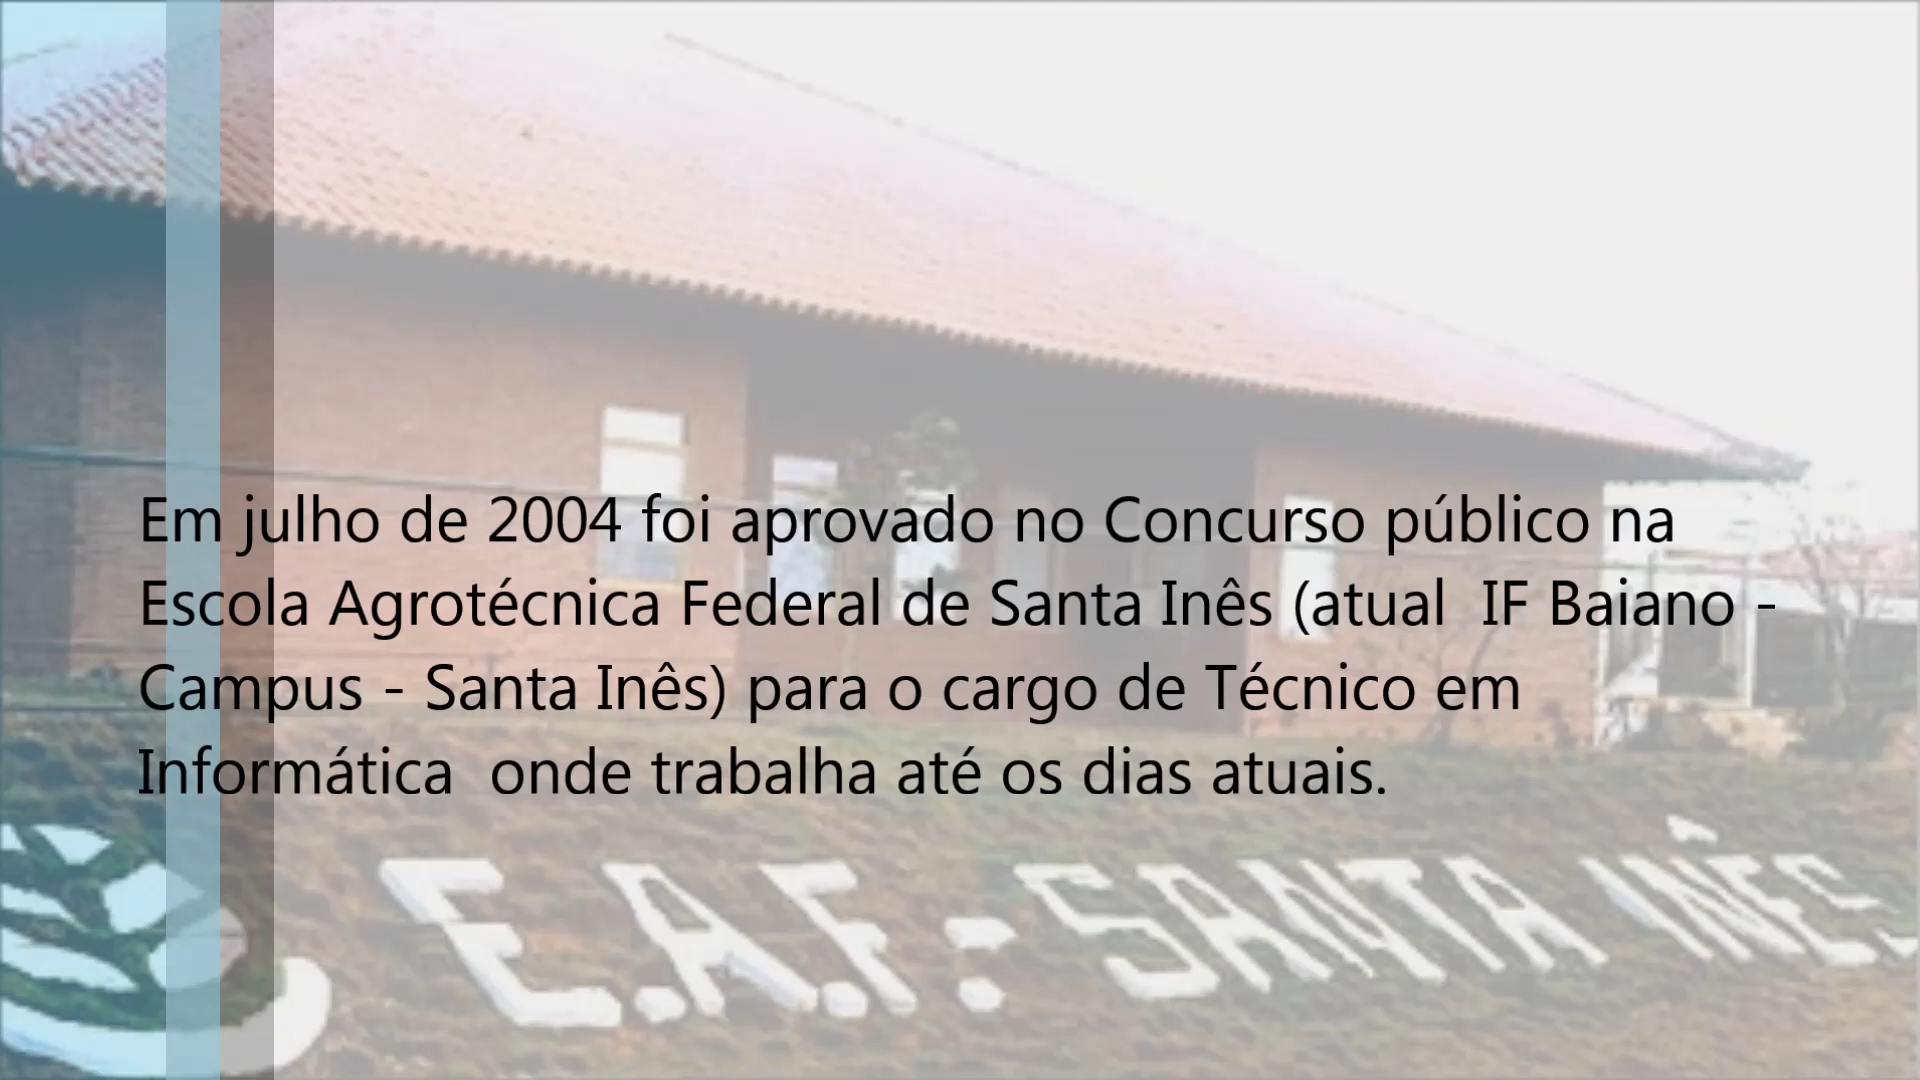 Em julho de 2004 foi aprovado no Concurso público na
Escola Agrotécnica Federal de Santa Inês (atual  IF Baiano -
Campus - Santa Inês) para o cargo de Técnico em
Informática  onde trabalha até os dias atuais.
E.A.F.: SANTA INÊS.